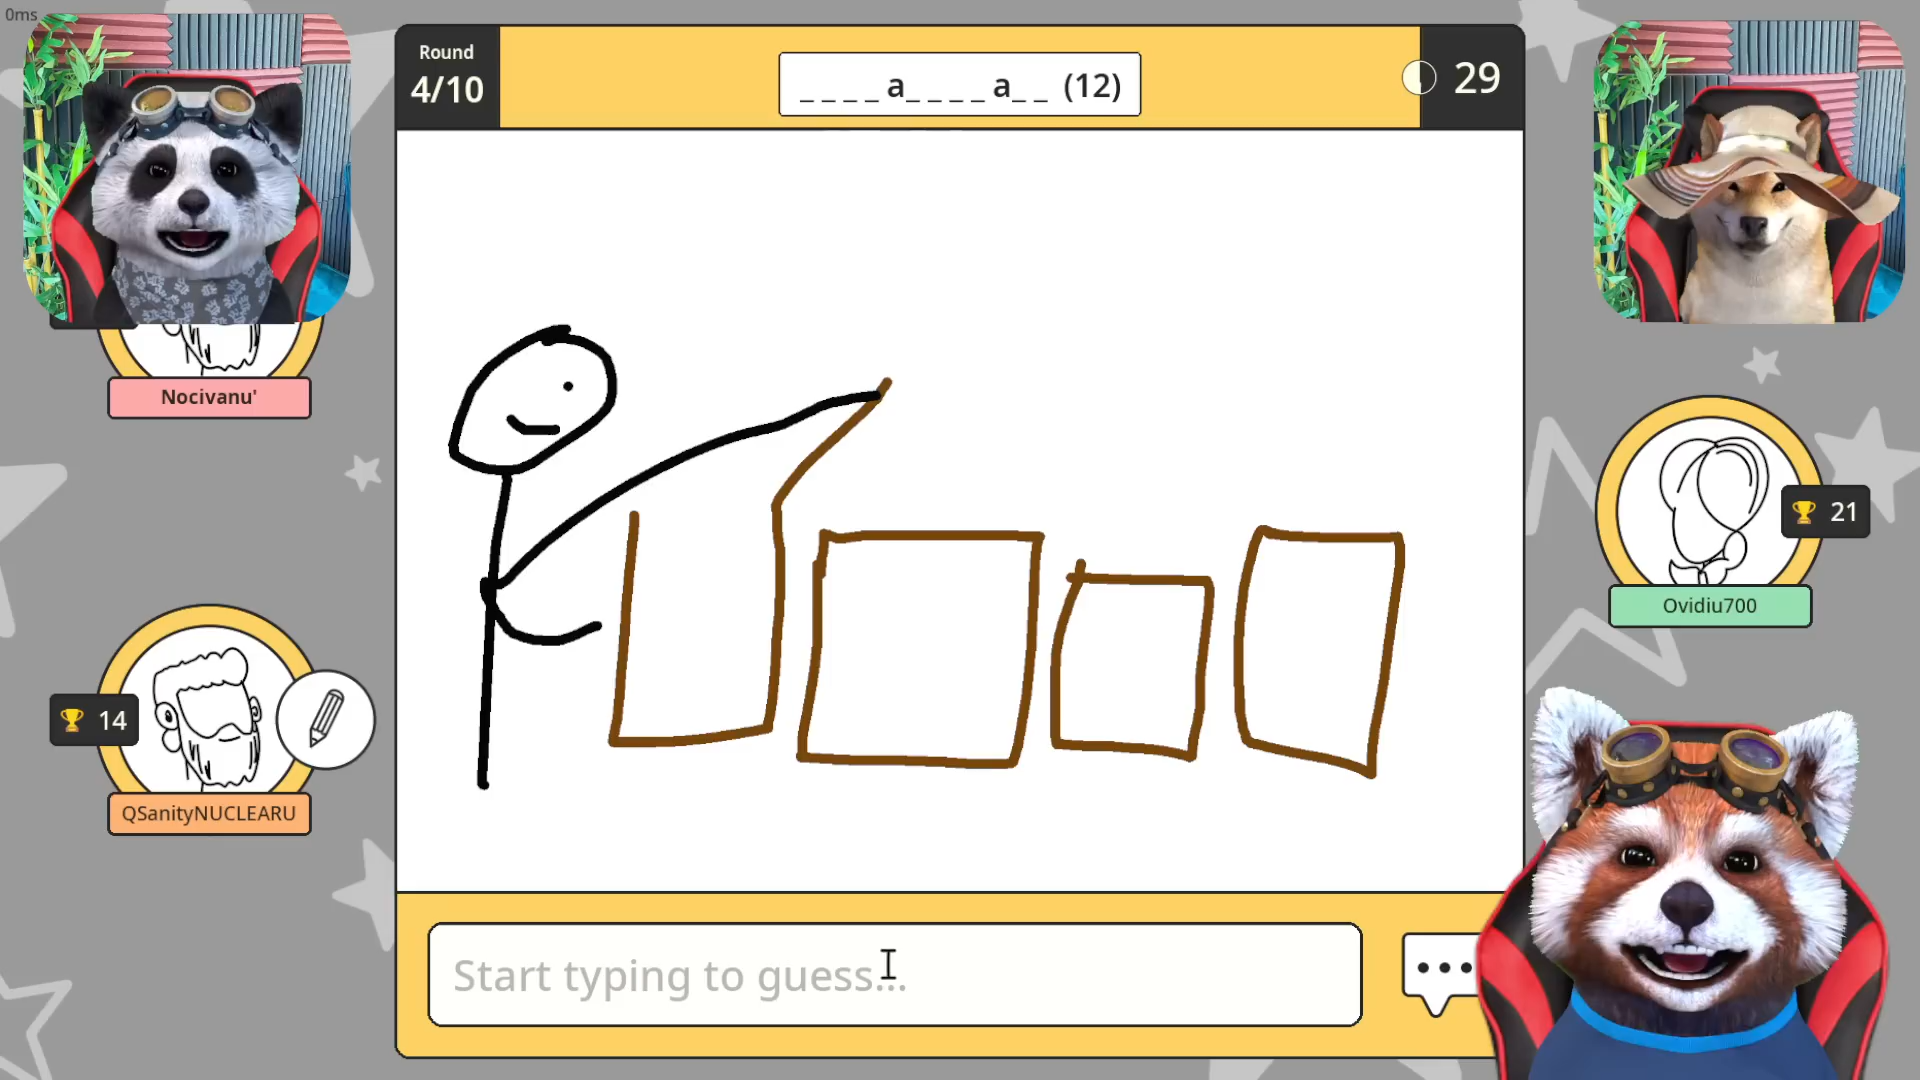 0ms
Round
4/10
_ _ _ _ a _ _ _ _ a _ _ (12)
29
Nocivanu'
21
Ovidiu700
14
QSanityNUCLEARU
Start typing to guess...